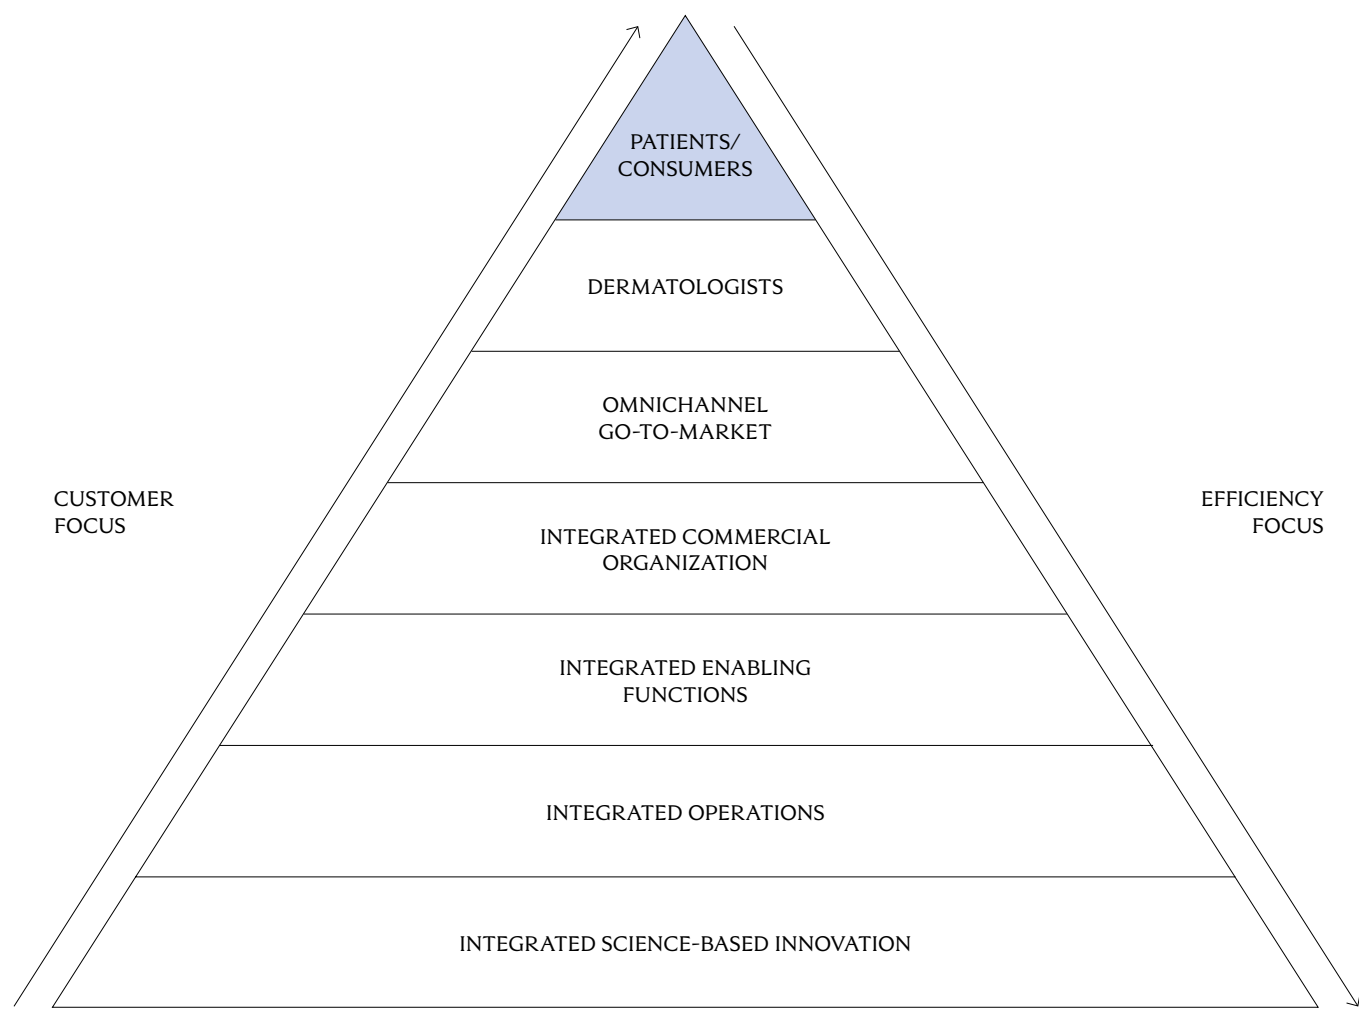 PATIENTS/
CONSUMERS
DERMATOLOGISTS
OMNICHANNEL
GO-TO-MARKET
CUSTOMER
FOCUS
EFFICIENCY
FOCUS
INTEGRATED COMMERCIAL
ORGANIZATION
INTEGRATED ENABLING
FUNCTIONS
INTEGRATED OPERATIONS
INTEGRATED SCIENCE-BASED INNOVATION